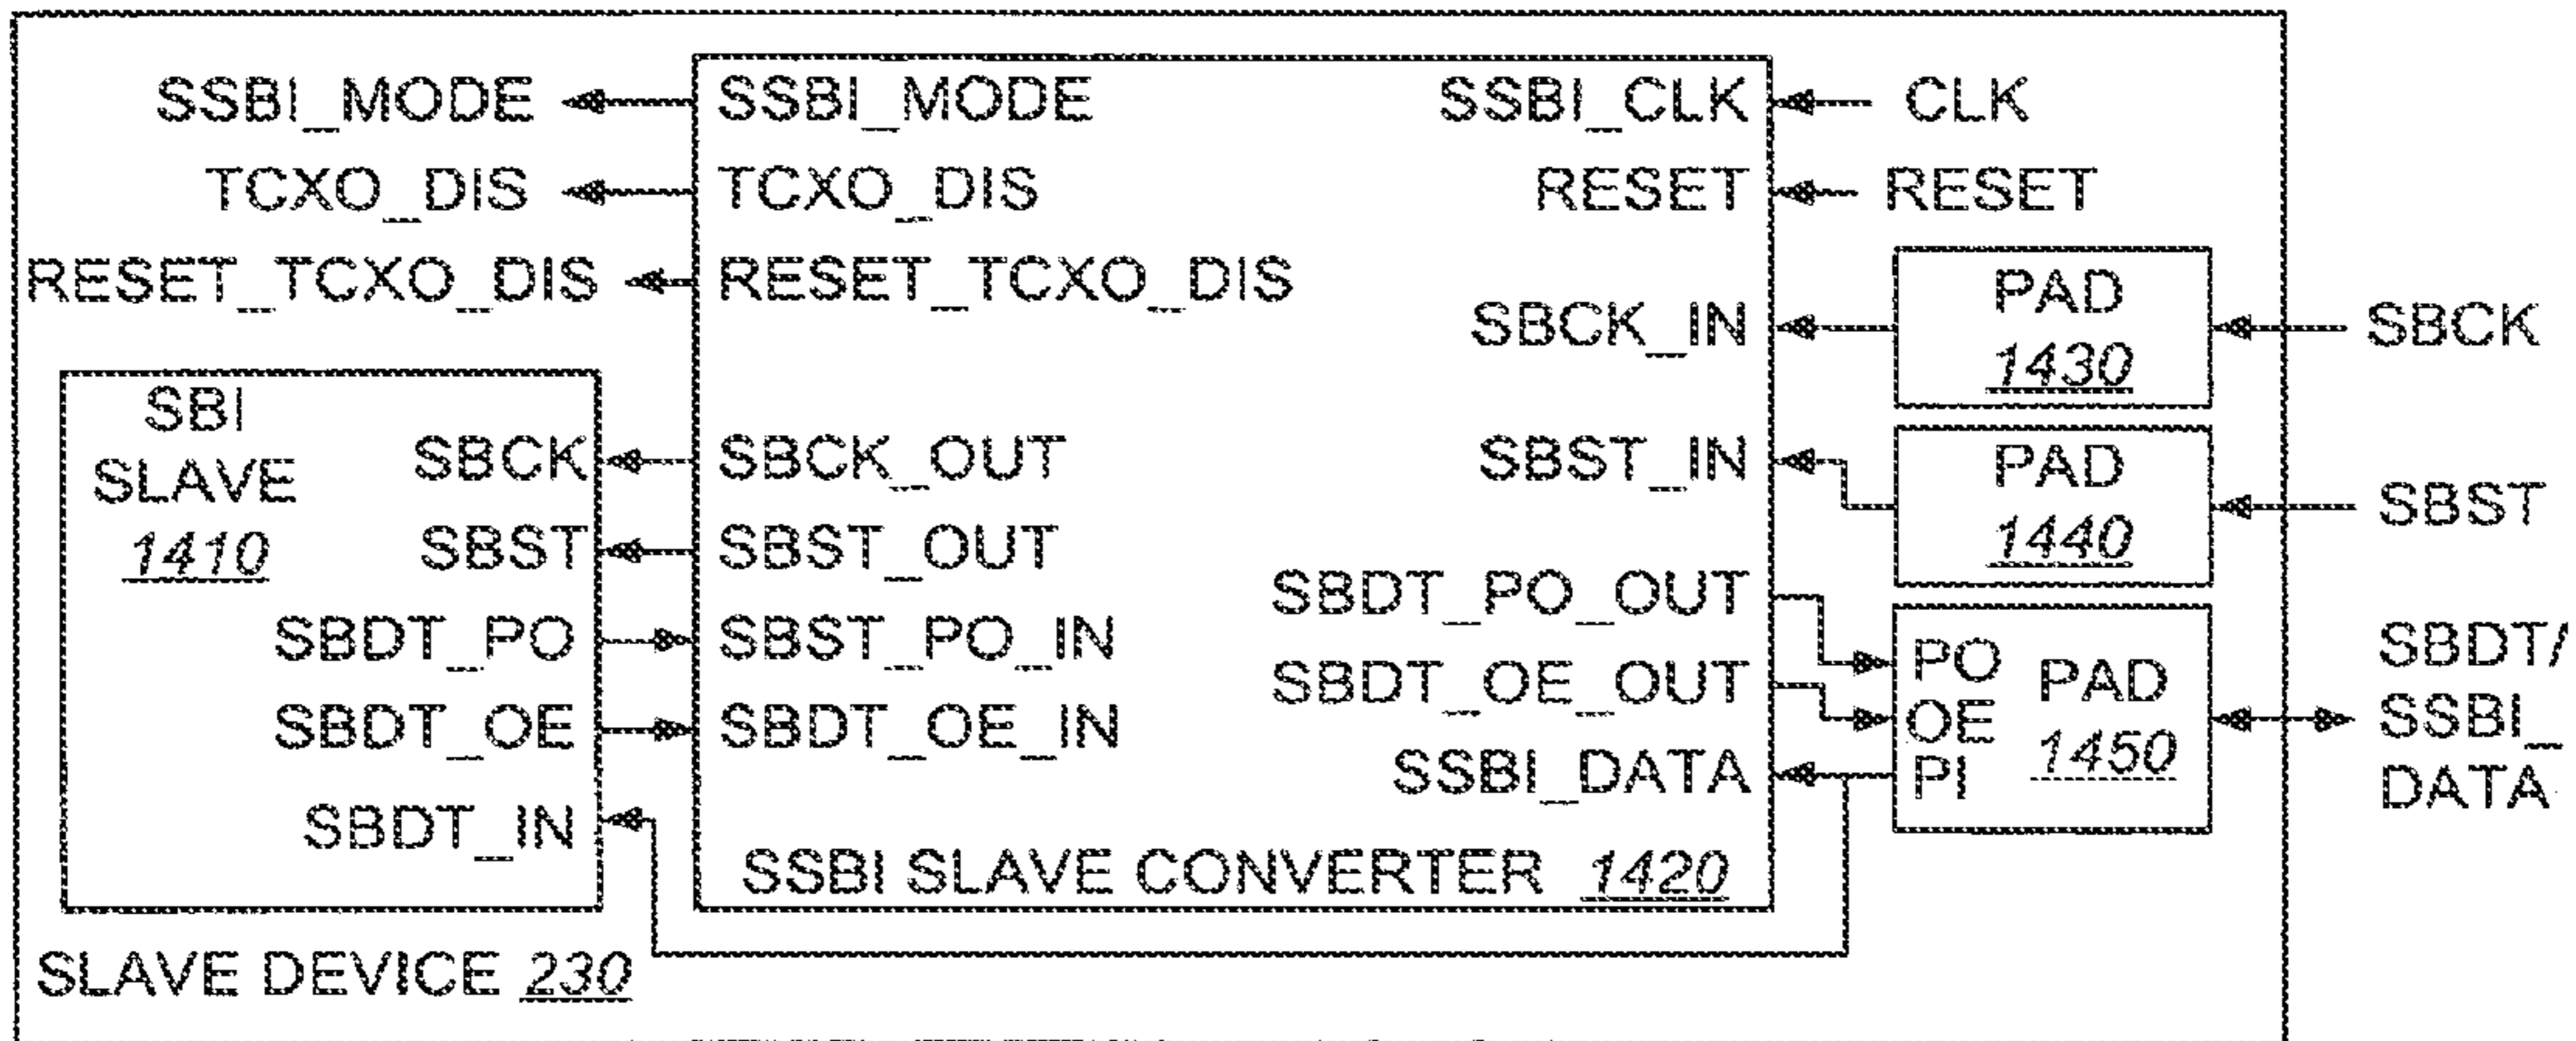 SSBI_MODE
TCXO_DIS
RESET_TCXO_DIS
SSBI_MODE
TCXO_DIS
RESET_TCXO_DIS
SSBI_CLK
RESET
SBCK_IN
SBST_IN
CLK
RESET
PAD
1430
SBCK
PAD
1440
SBST
SBI
SLAVE
1410
SBCK
SBST
SBDT_PO
SBDT_OE
SBDT_IN
SBCK_OUT
SBST_OUT
SBST_PO_IN
SBDT_OE_IN
SBDT_PO_OUT
SBDT_OE_OUT
SSBI_DATA
PO
OE
PI
PAD
1450
SBDT/
SSBI_
DATA
SSBI SLAVE CONVERTER 1420
SLAVE DEVICE 230